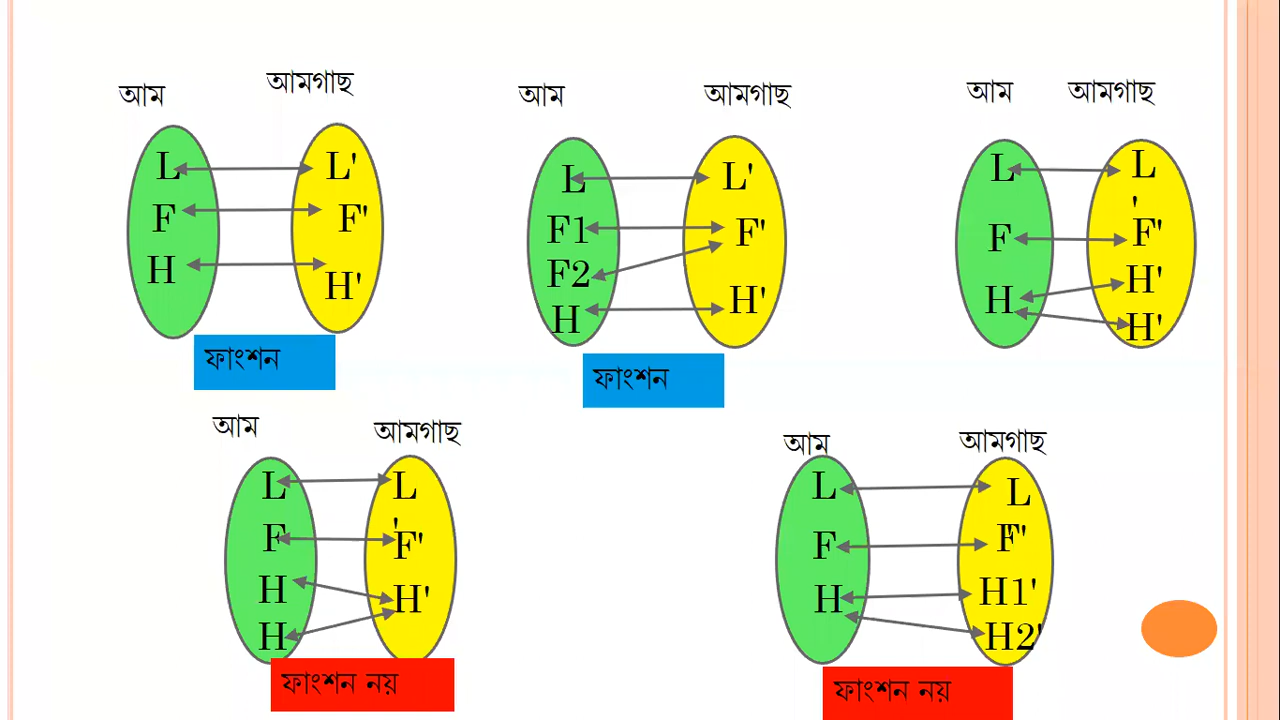 আম আমগাছ
L L'
F F'
H H'
ফাংশন
আম আমগাছ
L L'
F1 F'
F2
H H'
ফাংশন
আম আমগাছ
L L
'
F F'
H H'
H'
আম আমগাছ
L L
'
F F'
H H'
H
ফাংশন নয়
আম আমগাছ
L L
'
F F'
H H1'
H2'
ফাংশন নয়